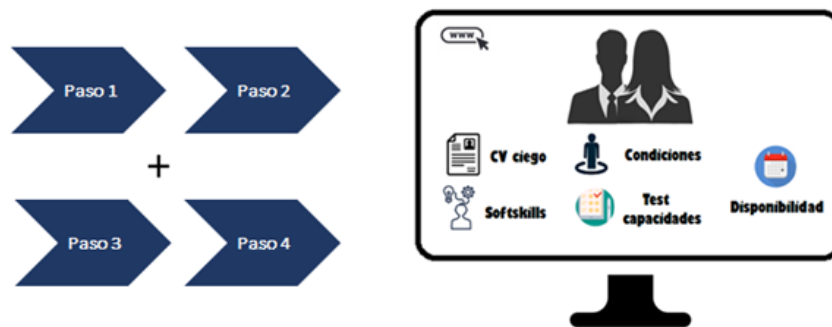 Paso 1
Paso 2
+
Paso 3
Paso 4
www
CV ciego
Condiciones
Softskills
Test
capacidades
Disponibilidad